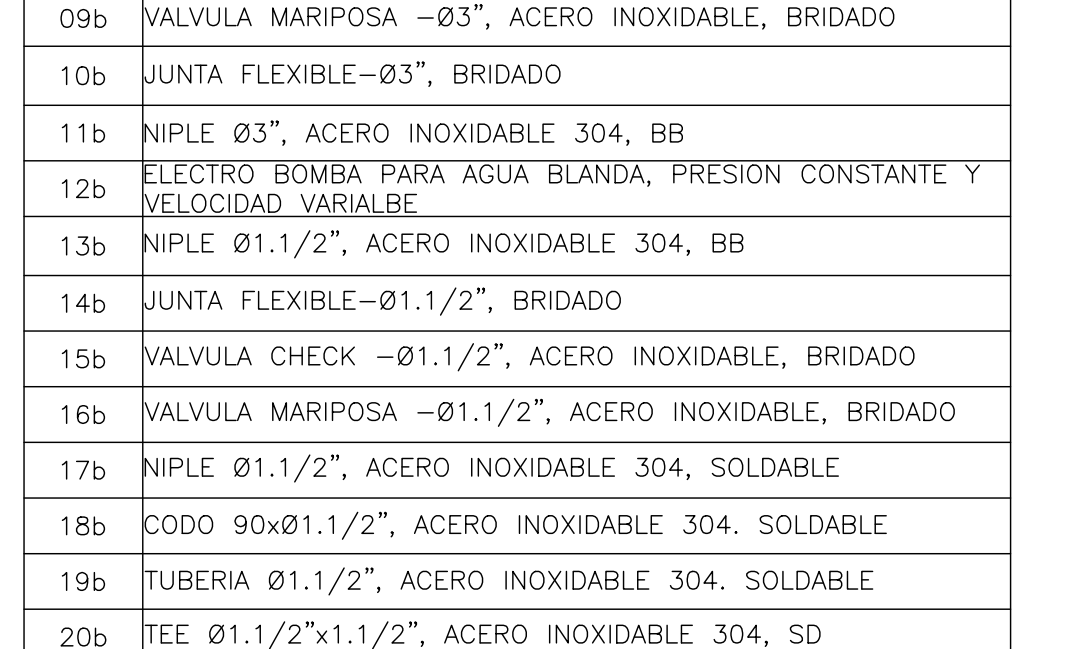 09b VALVULA MARIPOSA –Ø3”, ACERO INOXIDABLE, BRIDADO
10b JUNTA FLEXIBLE–Ø3”, BRIDADO
11b NIPLE Ø3”, ACERO INOXIDABLE 304, BB
12b ELECTRO BOMBA PARA AGUA BLANDA, PRESION CONSTANTE Y
VELOCIDAD VARIALBE
13b NIPLE Ø1.1/2”, ACERO INOXIDABLE 304, BB
14b JUNTA FLEXIBLE–Ø1.1/2”, BRIDADO
15b VALVULA CHECK –Ø1.1/2”, ACERO INOXIDABLE, BRIDADO
16b VALVULA MARIPOSA –Ø1.1/2”, ACERO INOXIDABLE, BRIDADO
17b NIPLE Ø1.1/2”, ACERO INOXIDABLE 304, SOLDABLE
18b CODO 90xØ1.1/2”, ACERO INOXIDABLE 304. SOLDABLE
19b TUBERIA Ø1.1/2”, ACERO INOXIDABLE 304. SOLDABLE
20b TEE Ø1.1/2”x1.1/2”, ACERO INOXIDABLE 304, SD